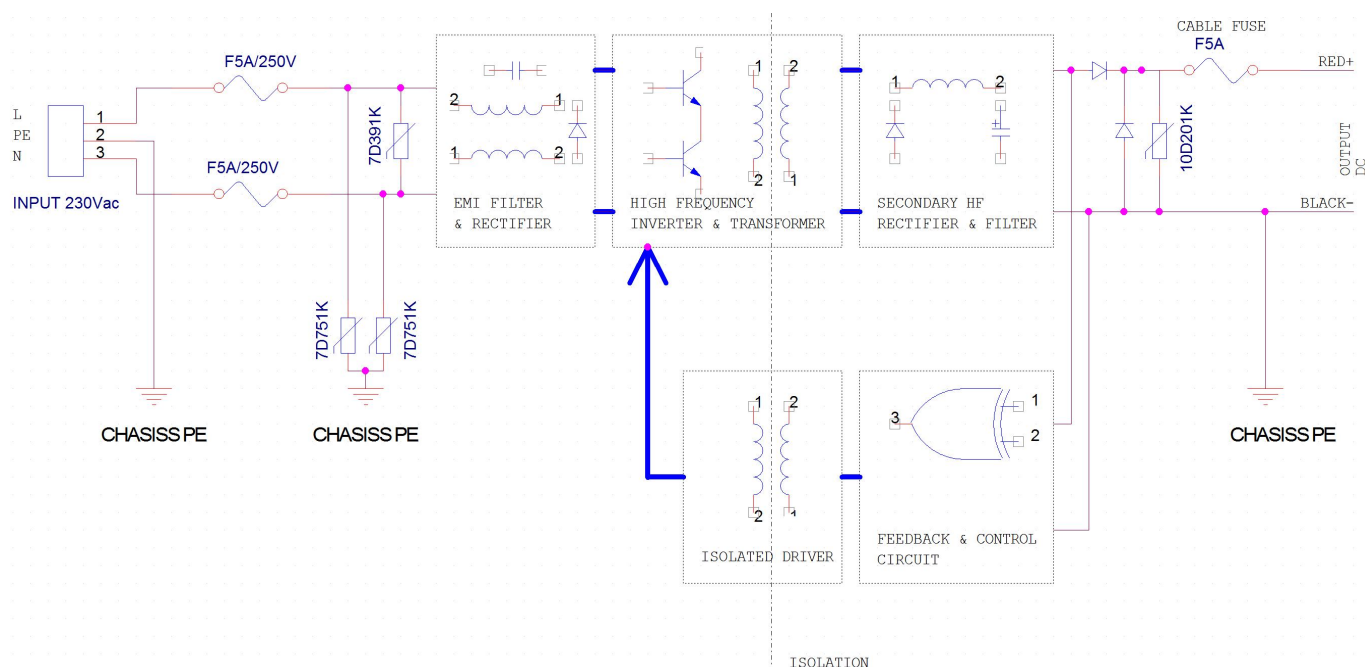 CABLE FUSE
F5A
RED+
F5A/250V
L
PE
N
1
2
3
INPUT 230Vac
F5A/250V
7D391K
2
1
1
2
EMI FILTER
& RECTIFIER
1
2
2
1
HIGH FREQUENCY
INVERTER & TRANSFORMER
1
2
+
SECONDARY HF
RECTIFIER & FILTER
10D201K
OUTPUT
DC
BLACK-
7D751K
7D751K
CHASISS PE
CHASISS PE
CHASISS PE
1
2
2
1
ISOLATED DRIVER
3
1
2
FEEDBACK & CONTROL
CIRCUIT
ISOLATION